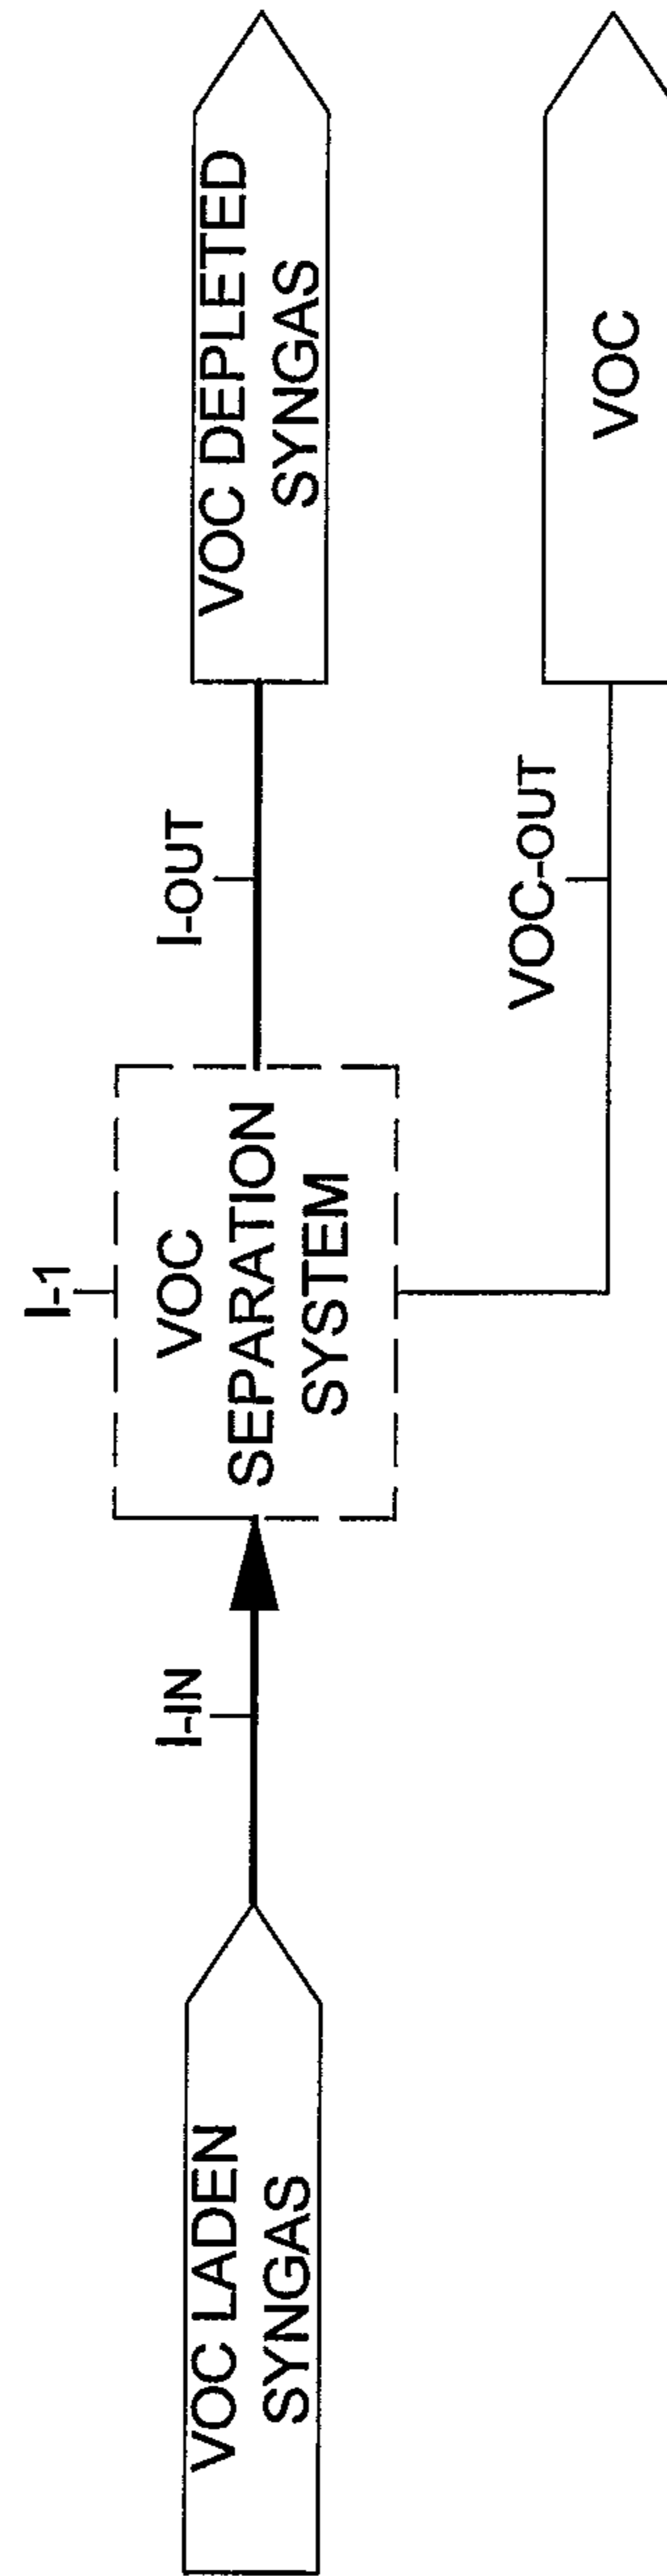 I-1
VOC LADEN
SYNGAS
I-IN
VOC
SEPARATION
SYSTEM
I-OUT
VOC DEPLETED
SYNGAS
VOC-OUT
VOC